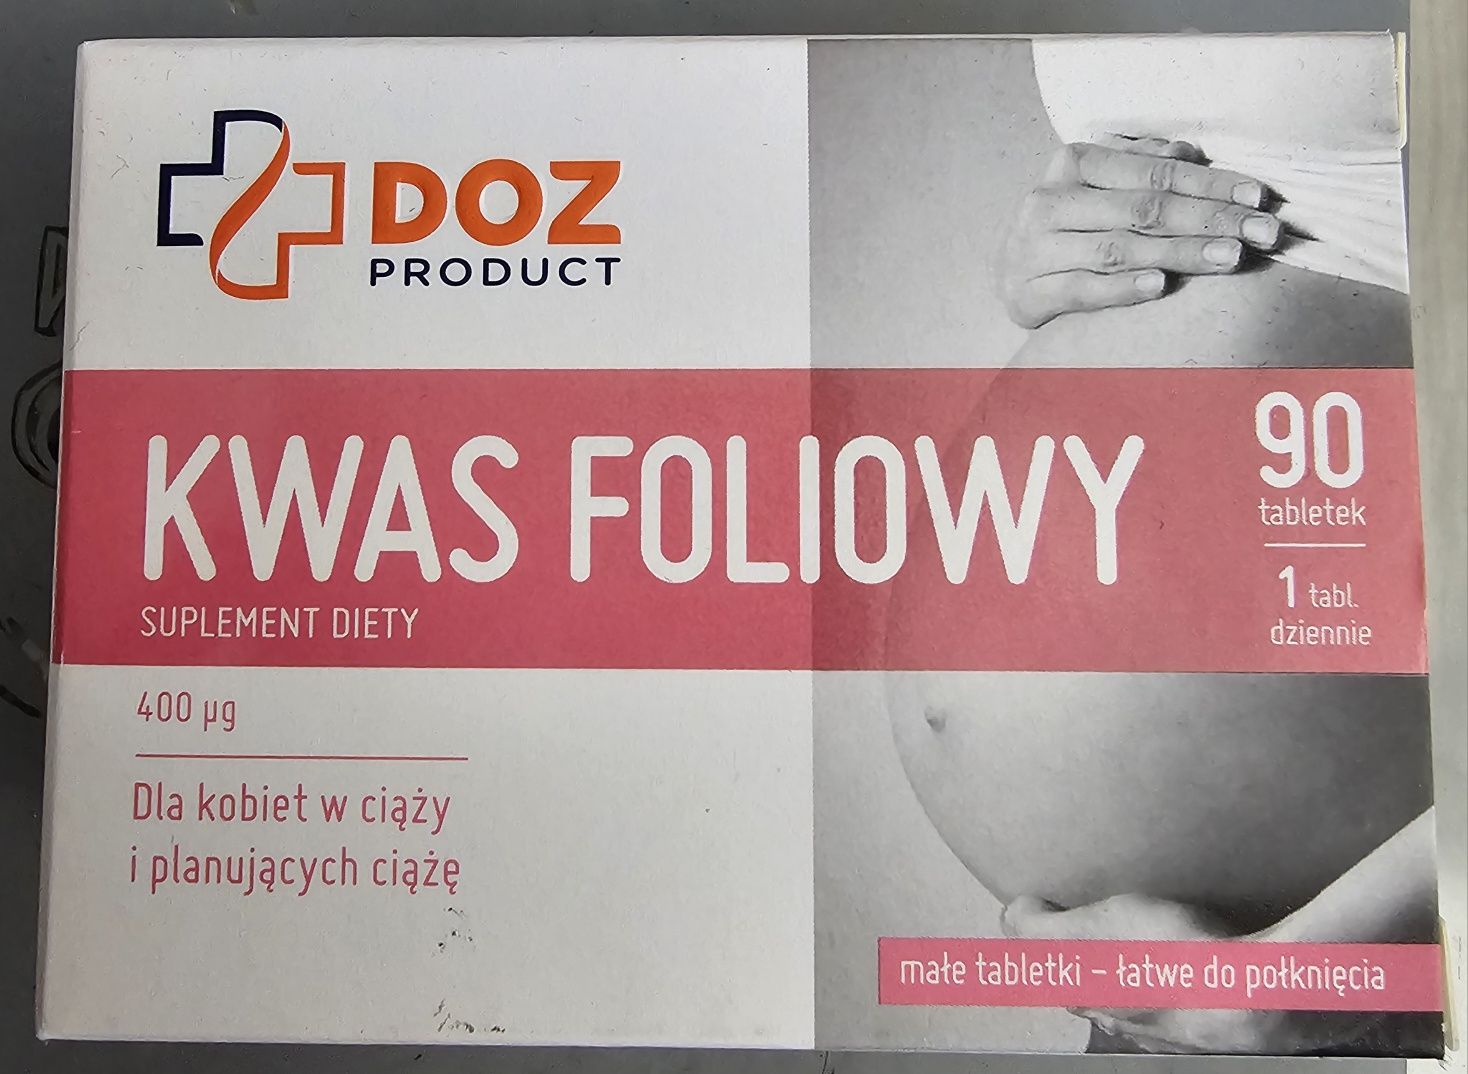 DOZ
PRODUCT
KWAS FOLIOWY
SUPLEMENT DIETY
90
tabletek
1 tabl.
dziennie
400 µg
Dla kobiet w ciąży
i planujących ciążę
małe tabletki – łatwe do połknięcia